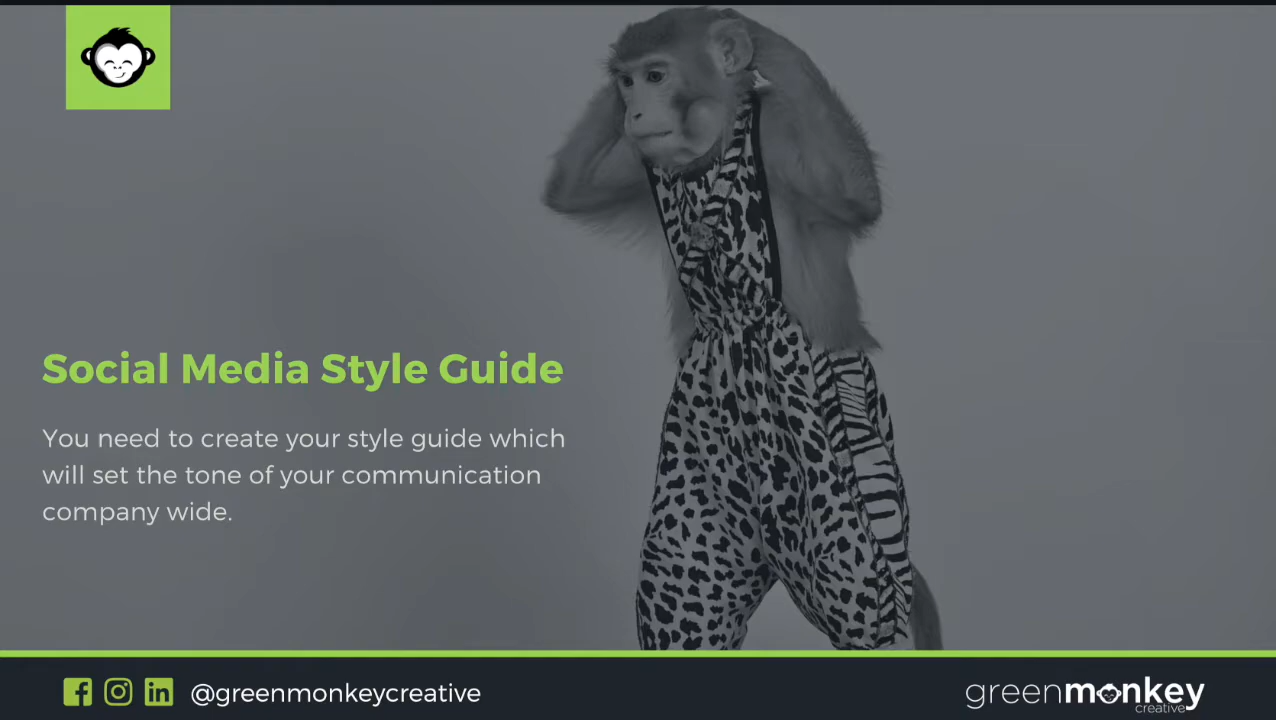 Social Media Style Guide
You need to create your style guide which
will set the tone of your communication
company wide.
@greenmonkeycreative
greenmonkey
creative